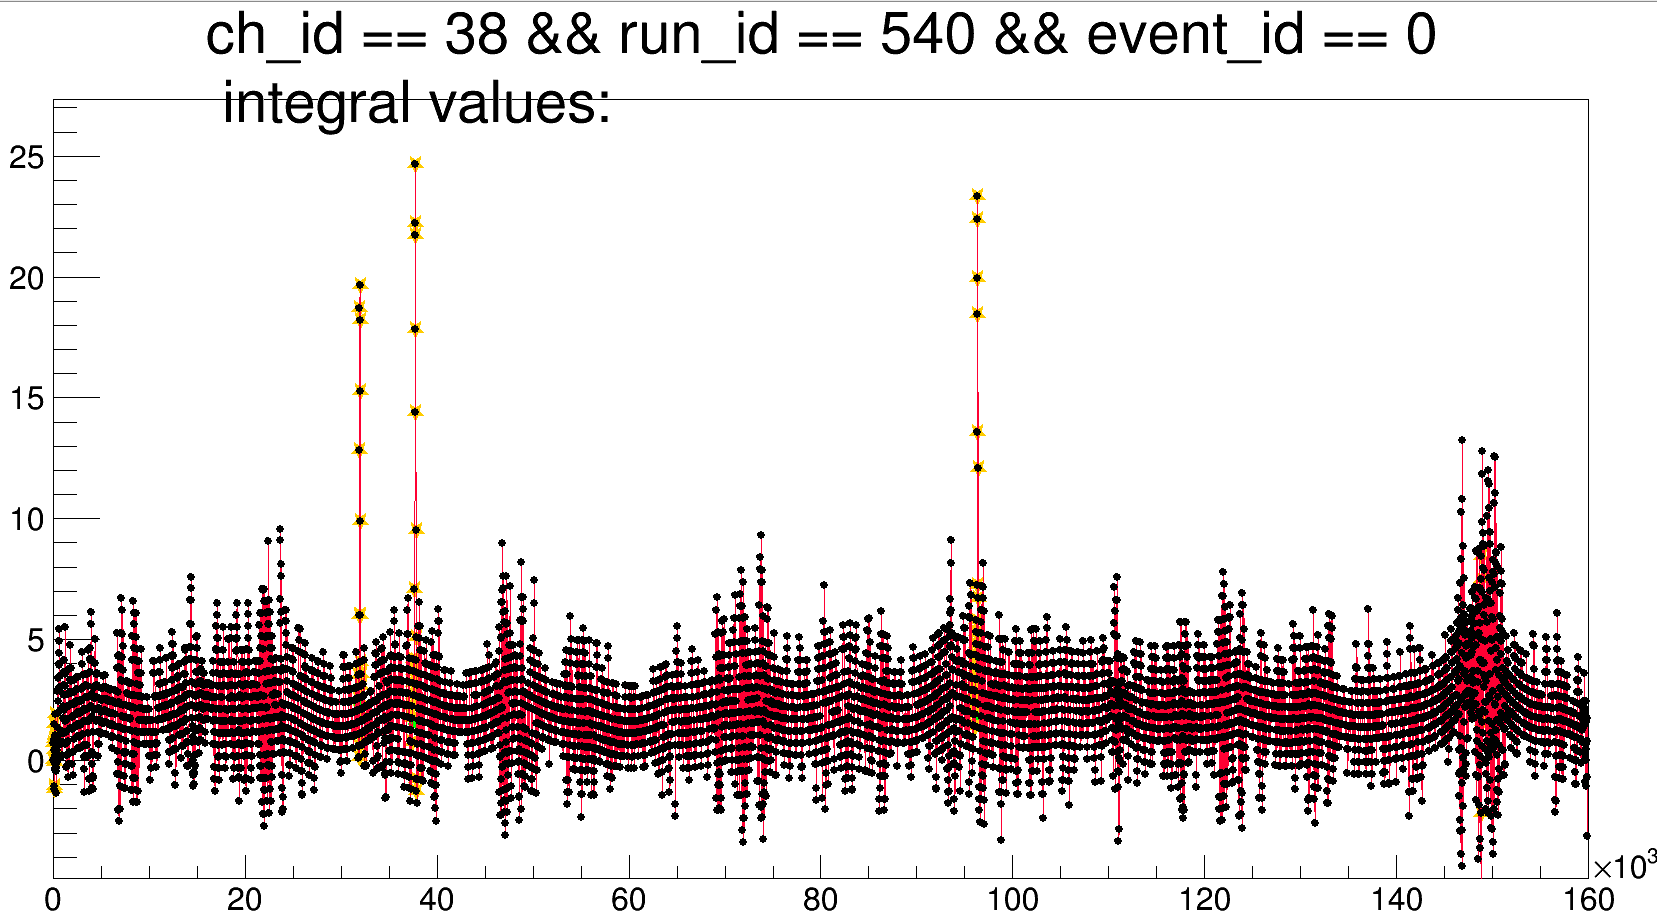 ch_id == 38 && run_id == 540 && event_id == 0
integral values:
25
20
15
10
5
0
0 20 40 60 80 100 120 140 160
×10³